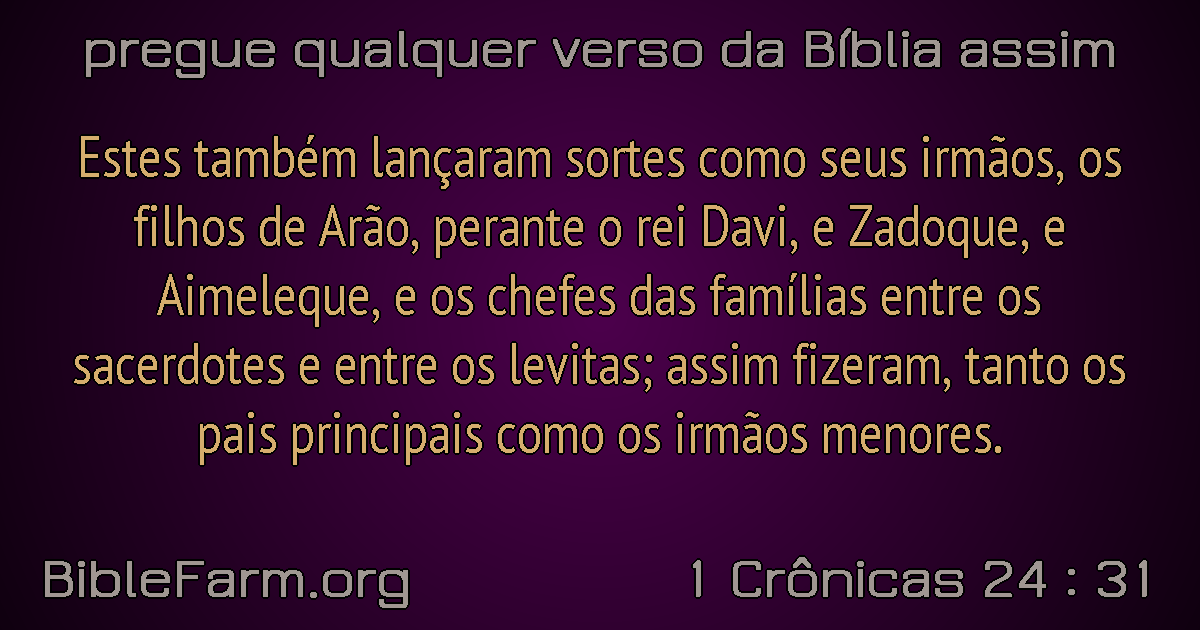 pregue qualquer verso da Bíblia assim
Estes também lançaram sortes como seus irmãos, os
filhos de Arão, perante o rei Davi, e Zadoque, e
Aimeleque, e os chefes das famílias entre os
sacerdotes e entre os levitas; assim fizeram, tanto os
pais principais como os irmãos menores.
BibleFarm.org
1 Crônicas 24 : 31